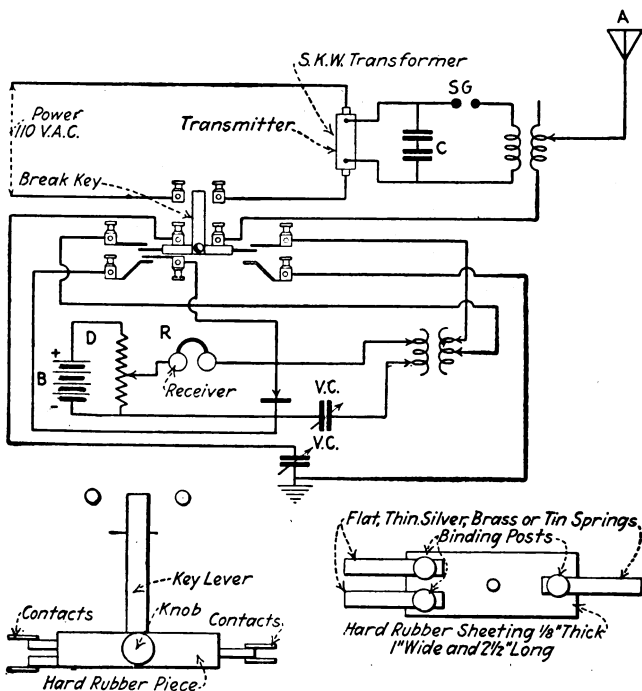 A
S.K.W. Transformer
SG
Power
110 V.A.C.
Transmitter
C
Break Key
D
R
+
B
-
Receiver
V.C.
V.C.
Flat, Thin Silver, Brass or Tin Springs
Binding Posts
Key Lever
Contacts
Knob
Contacts
Hard Rubber Sheeting 1/8" Thick
1" Wide and 2½" Long
Hard Rubber Piece